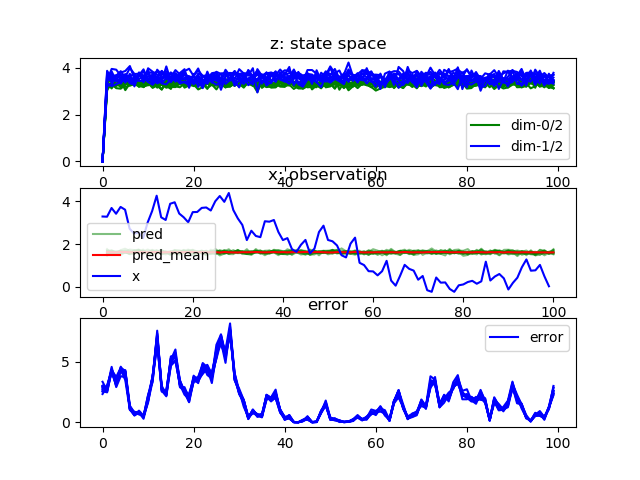 z: state space
4
2
0
dim-0/2
dim-1/2
0 20 40 60 80 100
x: observation
4
2
0
pred
pred_mean
x
0 20 40 60 80 100
error
5
0
error
0 20 40 60 80 100